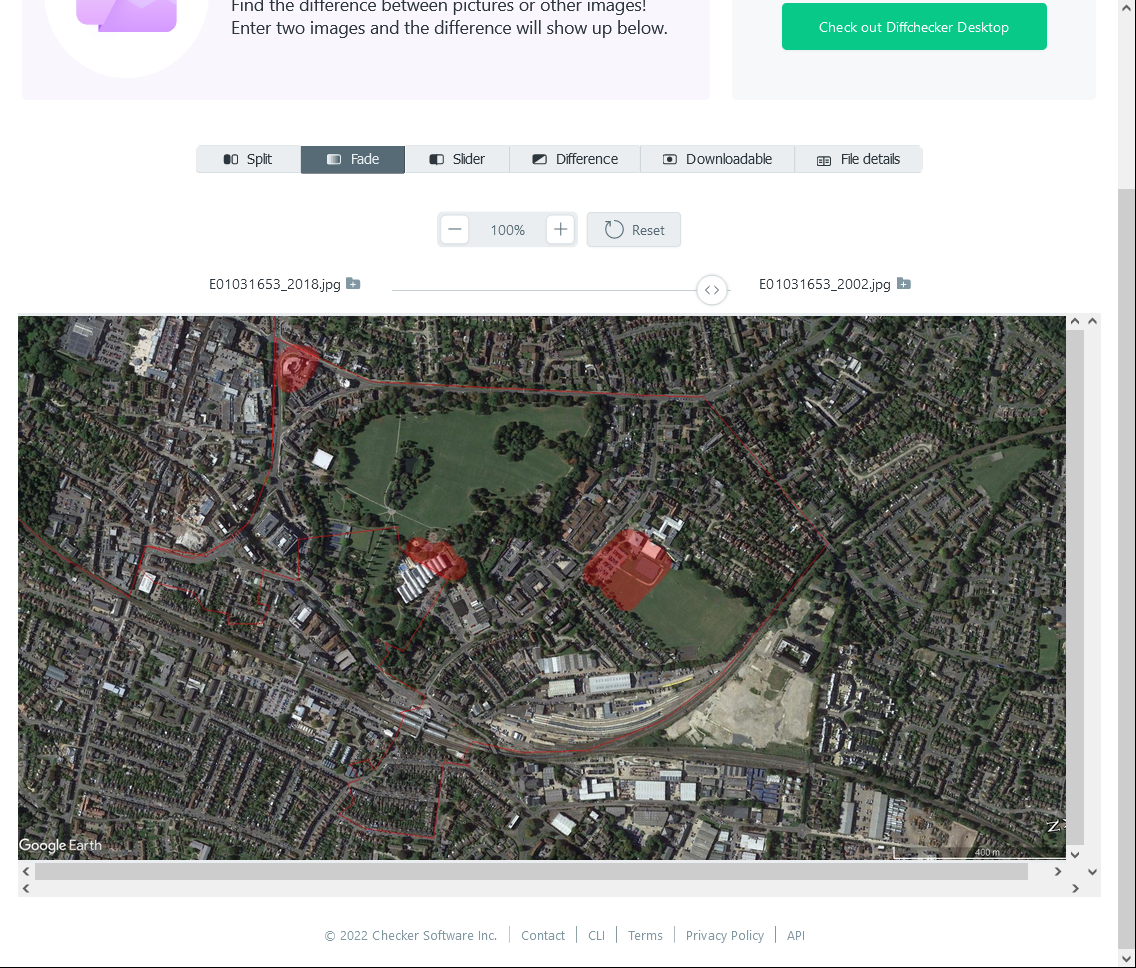 Find the difference between pictures or other images!
Enter two images and the difference will show up below.
Check out Diffchecker Desktop
Split Fade Slider Difference Downloadable File details
100% Reset
E01031653_2018.jpg E01031653_2002.jpg
Google Earth
400 m
© 2022 Checker Software Inc. Contact CLI Terms Privacy Policy API